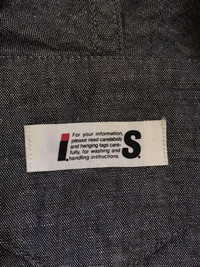 i.S.
For your information,
please read carelabels
and hanging tags care-
fully, for washing and
handling instructions.